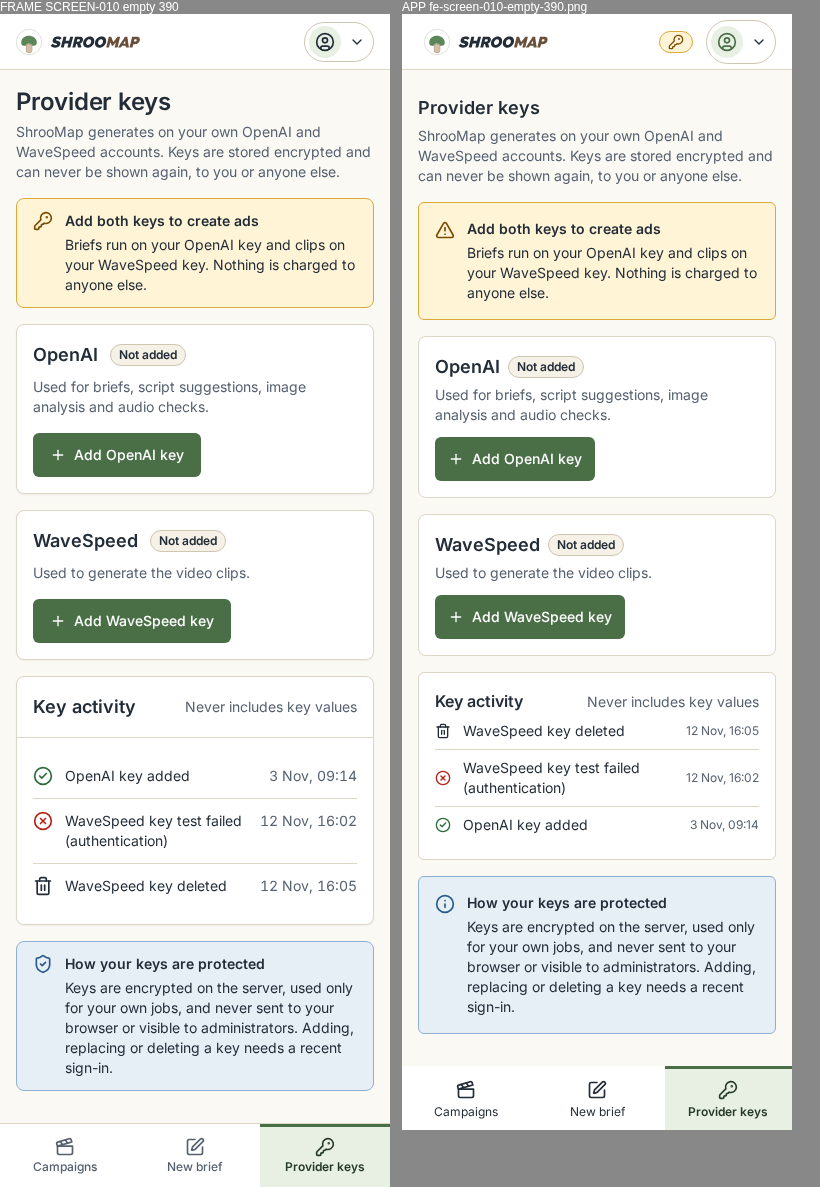 FRAME SCREEN-010 empty 390
SHROOMAP
Provider keys
ShrooMap generates on your own OpenAI and
WaveSpeed accounts. Keys are stored encrypted and
can never be shown again, to you or anyone else.
Add both keys to create ads
Briefs run on your OpenAI key and clips on
your WaveSpeed key. Nothing is charged to
anyone else.
OpenAI Not added
Used for briefs, script suggestions, image
analysis and audio checks.
+ Add OpenAI key
WaveSpeed Not added
Used to generate the video clips.
+ Add WaveSpeed key
Key activity Never includes key values
OpenAI key added 3 Nov, 09:14
WaveSpeed key test failed 12 Nov, 16:02
(authentication)
WaveSpeed key deleted 12 Nov, 16:05
How your keys are protected
Keys are encrypted on the server, used only
for your own jobs, and never sent to your
browser or visible to administrators. Adding,
replacing or deleting a key needs a recent
sign-in.
Campaigns New brief Provider keys
APP fe-screen-010-empty-390.png
SHROOMAP
Provider keys
ShrooMap generates on your own OpenAI and
WaveSpeed accounts. Keys are stored encrypted and
can never be shown again, to you or anyone else.
Add both keys to create ads
Briefs run on your OpenAI key and clips on
your WaveSpeed key. Nothing is charged to
anyone else.
OpenAI Not added
Used for briefs, script suggestions, image
analysis and audio checks.
+ Add OpenAI key
WaveSpeed Not added
Used to generate the video clips.
+ Add WaveSpeed key
Key activity Never includes key values
WaveSpeed key deleted 12 Nov, 16:05
WaveSpeed key test failed 12 Nov, 16:02
(authentication)
OpenAI key added 3 Nov, 09:14
How your keys are protected
Keys are encrypted on the server, used only
for your own jobs, and never sent to your
browser or visible to administrators. Adding,
replacing or deleting a key needs a recent
sign-in.
Campaigns New brief Provider keys